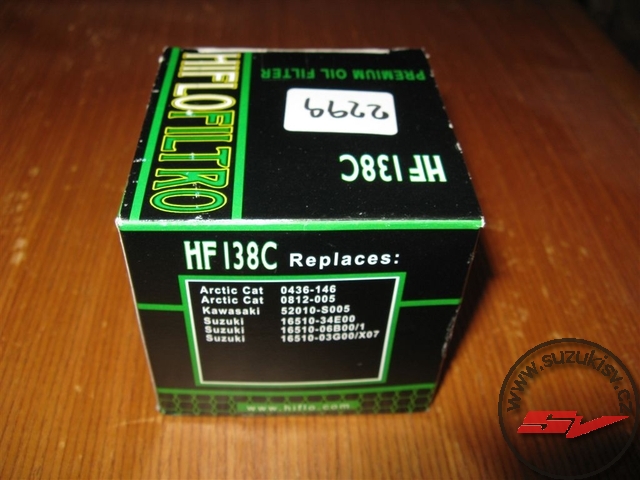 HIFLOFILTRO
PREMIUM OIL FILTER
2299
HF138C
HF138C Replaces:
Arctic Cat 0436-146
Arctic Cat 0812-005
Kawasaki 52010-S005
Suzuki 16510-34E00
Suzuki 16510-06B00/1
Suzuki 16510-03G00/X07
www.hiflo.com
www.suzukisv.cz
SV